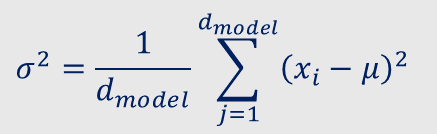 σ² = 1/d_model ∑_{j=1}^{d_model} (x_i − μ)²